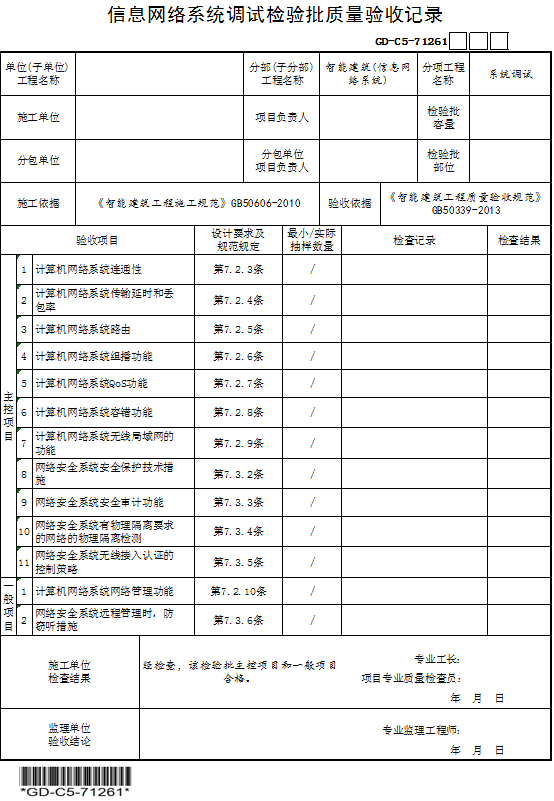 信息网络系统调试检验批质量验收记录
GD-C5-71261
单位(子单位)
工程名称
分部(子分部)
工程名称
智能建筑(信息网
络系统)
分项工程
名称
系统调试
施工单位
项目负责人
检验批
容量
分包单位
分包单位
项目负责人
检验批
部位
施工依据
《智能建筑工程施工规范》GB50606-2010
验收依据
《智能建筑工程质量验收规范》
GB50339-2013
验收项目
设计要求及
规范规定
最小/实际
抽样数量
检查记录
检查结果
主控项目
1 计算机网络系统连通性 第7.2.3条 /
2 计算机网络系统传输延时和丢
包率 第7.2.4条 /
3 计算机网络系统路由 第7.2.5条 /
4 计算机网络系统组播功能 第7.2.6条 /
5 计算机网络系统QoS功能 第7.2.7条 /
6 计算机网络系统容错功能 第7.2.8条 /
7 计算机网络系统无线局域网的
功能 第7.2.9条 /
8 网络安全系统安全保护技术措
施 第7.3.2条 /
9 网络安全系统安全审计功能 第7.3.3条 /
10 网络安全系统有物理隔离要求
的网络的物理隔离检测 第7.3.4条 /
11 网络安全系统无线接入认证的
控制策略 第7.3.5条 /
一般项目
1 计算机网络系统网络管理功能 第7.2.10条 /
2 网络安全系统远程管理时，防
窃听措施 第7.3.6条 /
施工单位
检查结果
经检查，该检验批主控项目和一般项目
合格。
专业工长：
项目专业质量检查员：
年 月 日
监理单位
验收结论
专业监理工程师：
年 月 日
*GD-C5-71261*